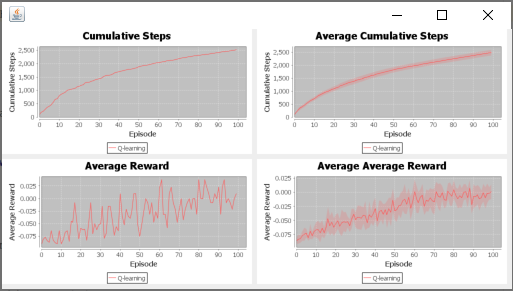 Cumulative Steps
Cumulative Steps
2,500
2,000
1,500
1,000
500
0
0 10 20 30 40 50 60 70 80 90 100
Episode
Q-learning
Average Cumulative Steps
Cumulative Steps
2,500
2,000
1,500
1,000
500
0
0 10 20 30 40 50 60 70 80 90 100
Episode
Q-learning
Average Reward
Average Reward
0.025
0.000
-0.025
-0.050
-0.075
0 10 20 30 40 50 60 70 80 90 100
Episode
Q-learning
Average Average Reward
Average Reward
0.025
0.000
-0.025
-0.050
-0.075
0 10 20 30 40 50 60 70 80 90 100
Episode
Q-learning